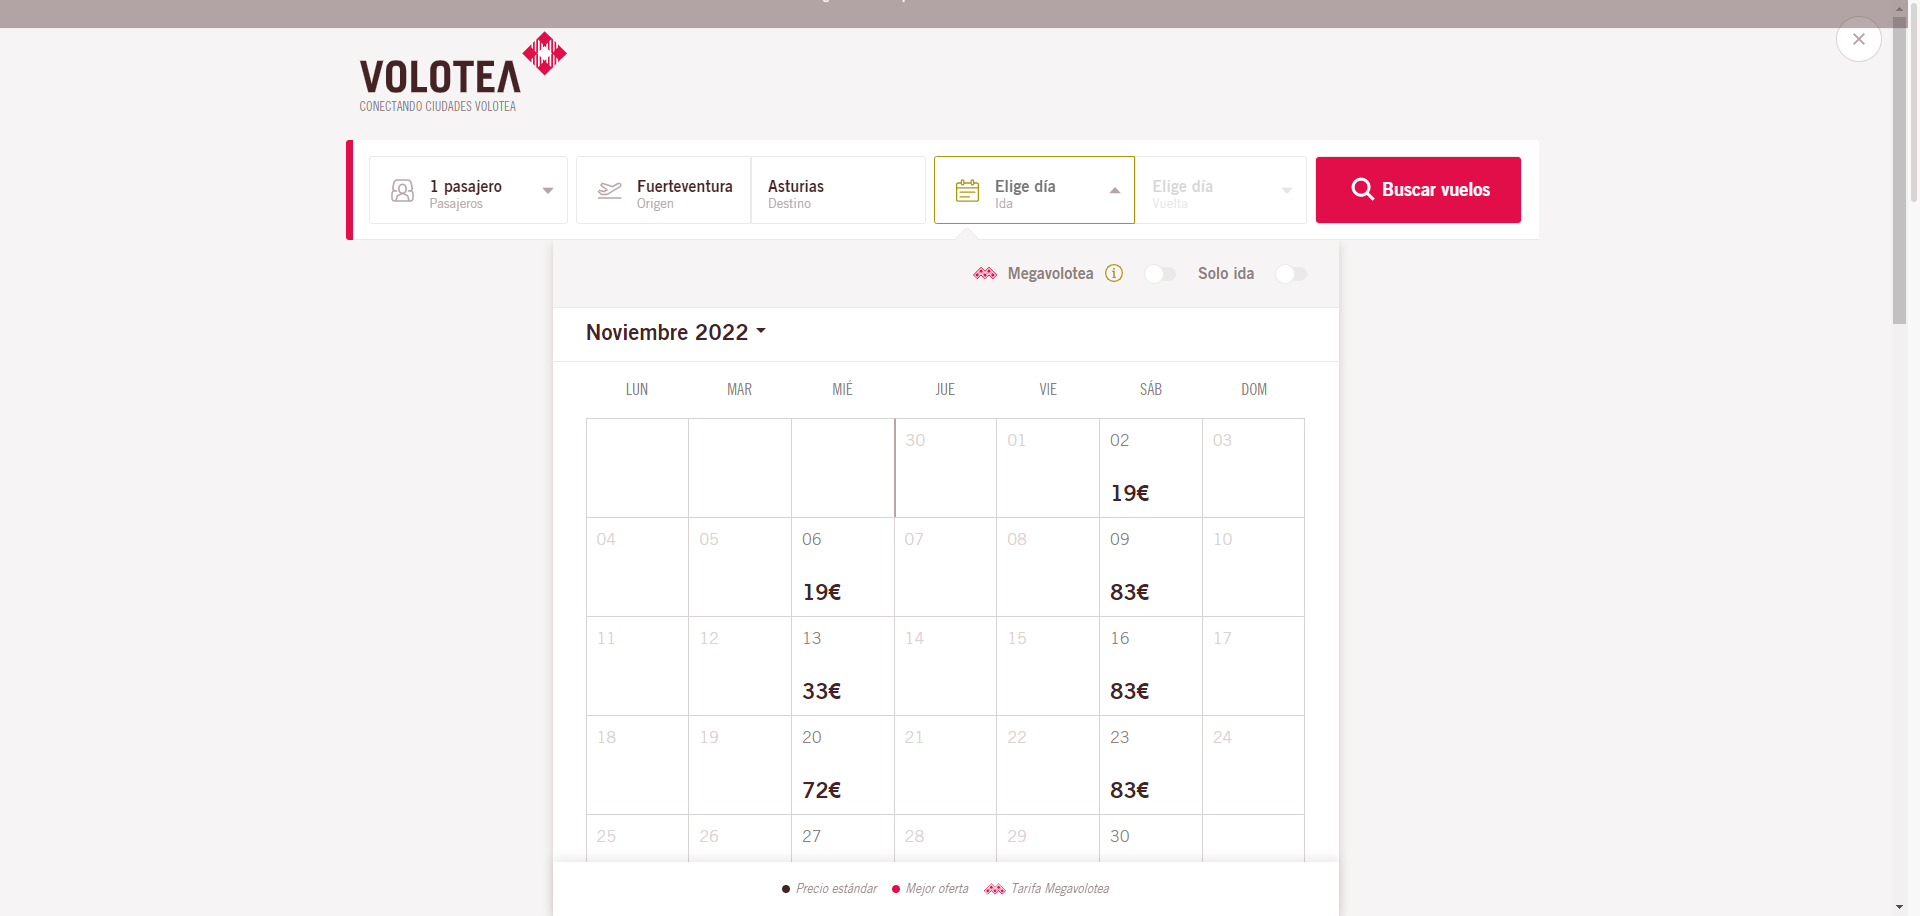 VOLOTEA
CONECTANDO CIUDADES VOLOTEA
1 pasajero
Pasajeros
Fuerteventura
Origen
Asturias
Destino
Elige día
Ida
Elige día
Vuelta
Buscar vuelos
Megavolotea
Solo ida
Noviembre 2022
LUN MAR MIÉ JUE VIE SÁB DOM
30 01 02 03
19€
04 05 06 07 08 09 10
19€ 83€
11 12 13 14 15 16 17
33€ 83€
18 19 20 21 22 23 24
72€ 83€
25 26 27 28 29 30
Precio estándar Mejor oferta Tarifa Megavolotea